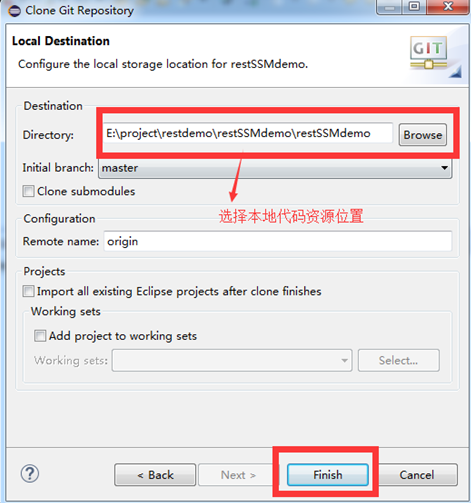 Clone Git Repository
Local Destination
Configure the local storage location for restSSMdemo.
GIT
Destination
Directory: E:\project\restdemo\restSSMdemo\restSSMdemo Browse
Initial branch: master
Clone submodules
选择本地代码资源位置
Configuration
Remote name: origin
Projects
Import all existing Eclipse projects after clone finishes
Working sets
Add project to working sets
Working sets: Select...
? < Back Next > Finish Cancel